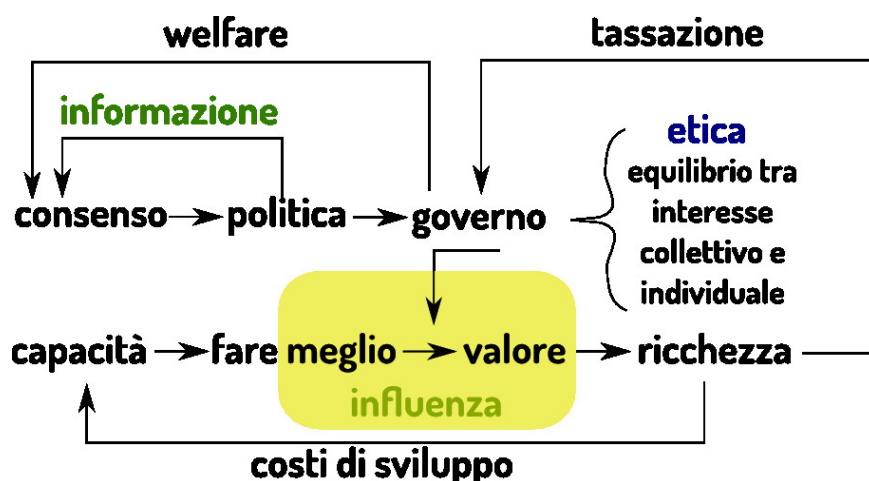 welfare
tassazione
informazione
etica
equilibrio tra
interesse
collettivo e
individuale
consenso politica governo
capacità fare meglio valore ricchezza
influenza
costi di sviluppo